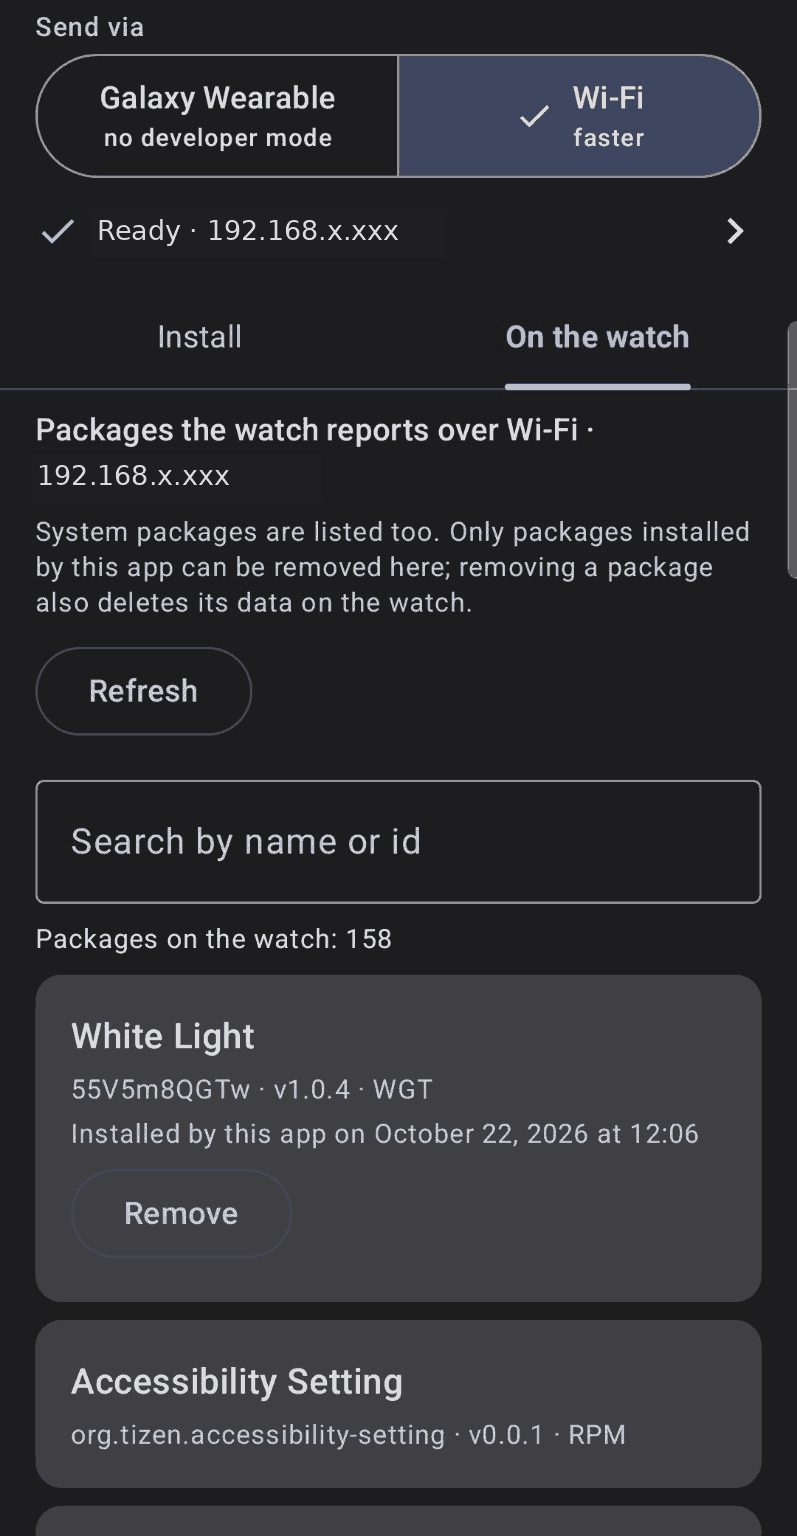 Send via
Galaxy Wearable
no developer mode
Wi-Fi
faster
Ready · 192.168.x.xxx
Install
On the watch
Packages the watch reports over Wi-Fi ·
192.168.x.xxx
System packages are listed too. Only packages installed
by this app can be removed here; removing a package
also deletes its data on the watch.
Refresh
Search by name or id
Packages on the watch: 158
White Light
55V5m8QGTw · v1.0.4 · WGT
Installed by this app on October 22, 2026 at 12:06
Remove
Accessibility Setting
org.tizen.accessibility-setting · v0.0.1 · RPM